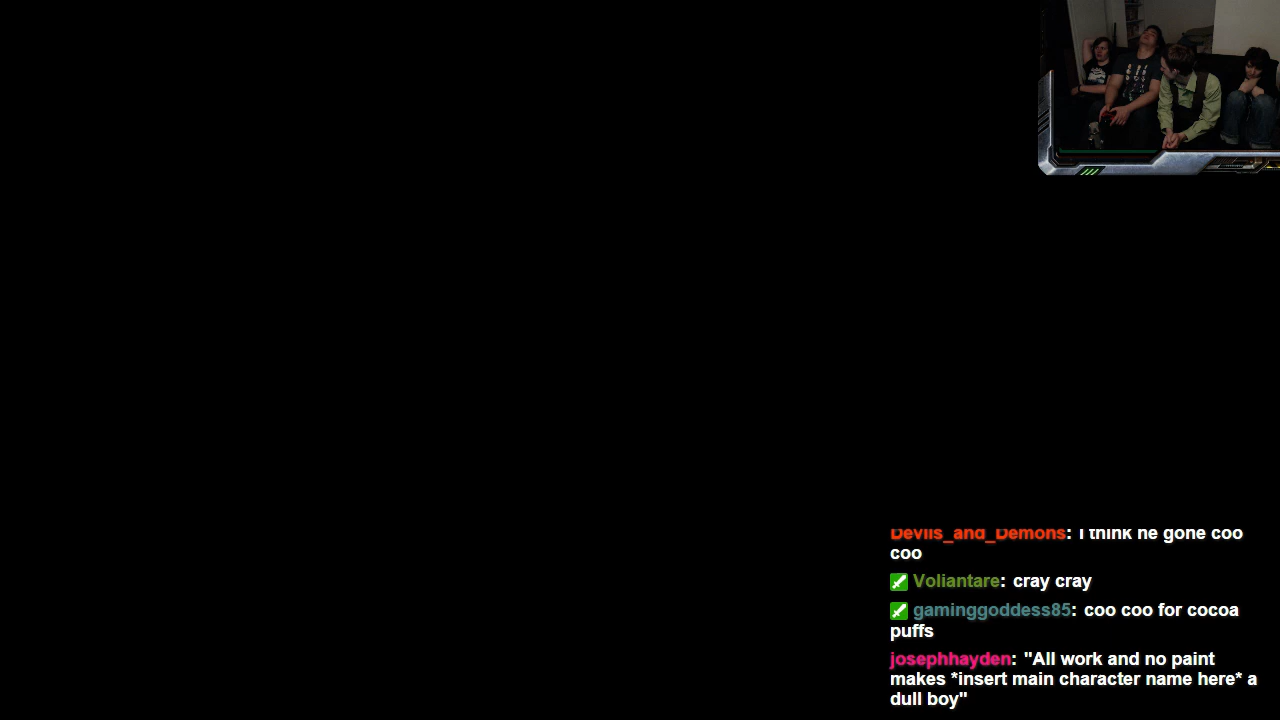 Devils_and_Demons: I think he gone coo
coo
Voliantare: cray cray
gaminggoddess85: coo coo for cocoa
puffs
josephhayden: "All work and no paint
makes *insert main character name here* a
dull boy"